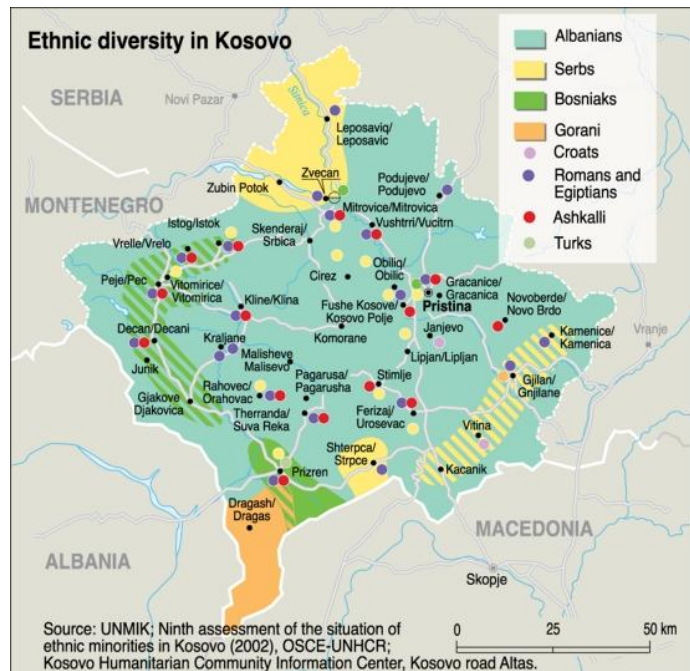 Ethnic diversity in Kosovo
Albanians
Serbs
Bosniaks
Gorani
Croats
Romans and
Egiptians
Ashkalli
Turks
SERBIA
Novi Pazar
Simica
Leposaviq/
Leposavic
Zvecan
Zubin Potok
Podujeve/
Podujevo
MONTENEGRO
Istog/Istok
Mitrovice/Mitrovica
Vushtrri/Vucitrn
Vrelle/Vrelo
Skenderaj/
Srbica
Obiliq/
Obilic
Peje/Pec
Vitomirice/
Vitomirica
Cirez
Gracanice/
Gracanica
Pristina
Novoberde/
Novo Brdo
Kline/Klina
Fushe Kosove/
Kosovo Polje
Decan/Decani
Komorane
Janjevo
Kamenice/
Kamenica
Vranje
Kraljane
Malisheve
Malisevo
Lipjan/Lipljan
Junik
Pagarusa/
Pagarusha
Stimlje
Gjilan/
Gnjilane
Rahovec/
Orahovac
Gjakove
Djakovica
Therranda/
Suva Reka
Ferizaj/
Urosevac
Vitina
Shterpca/
Strpce
Prizren
Kacanik
Dragash/
Dragas
ALBANIA
MACEDONIA
Skopje
Source: UNMIK; Ninth assessment of the situation of
ethnic minorities in Kosovo (2002), OSCE-UNHCR;
Kosovo Humanitarian Community Information Center, Kosovo road Altas.
0 25 50 km